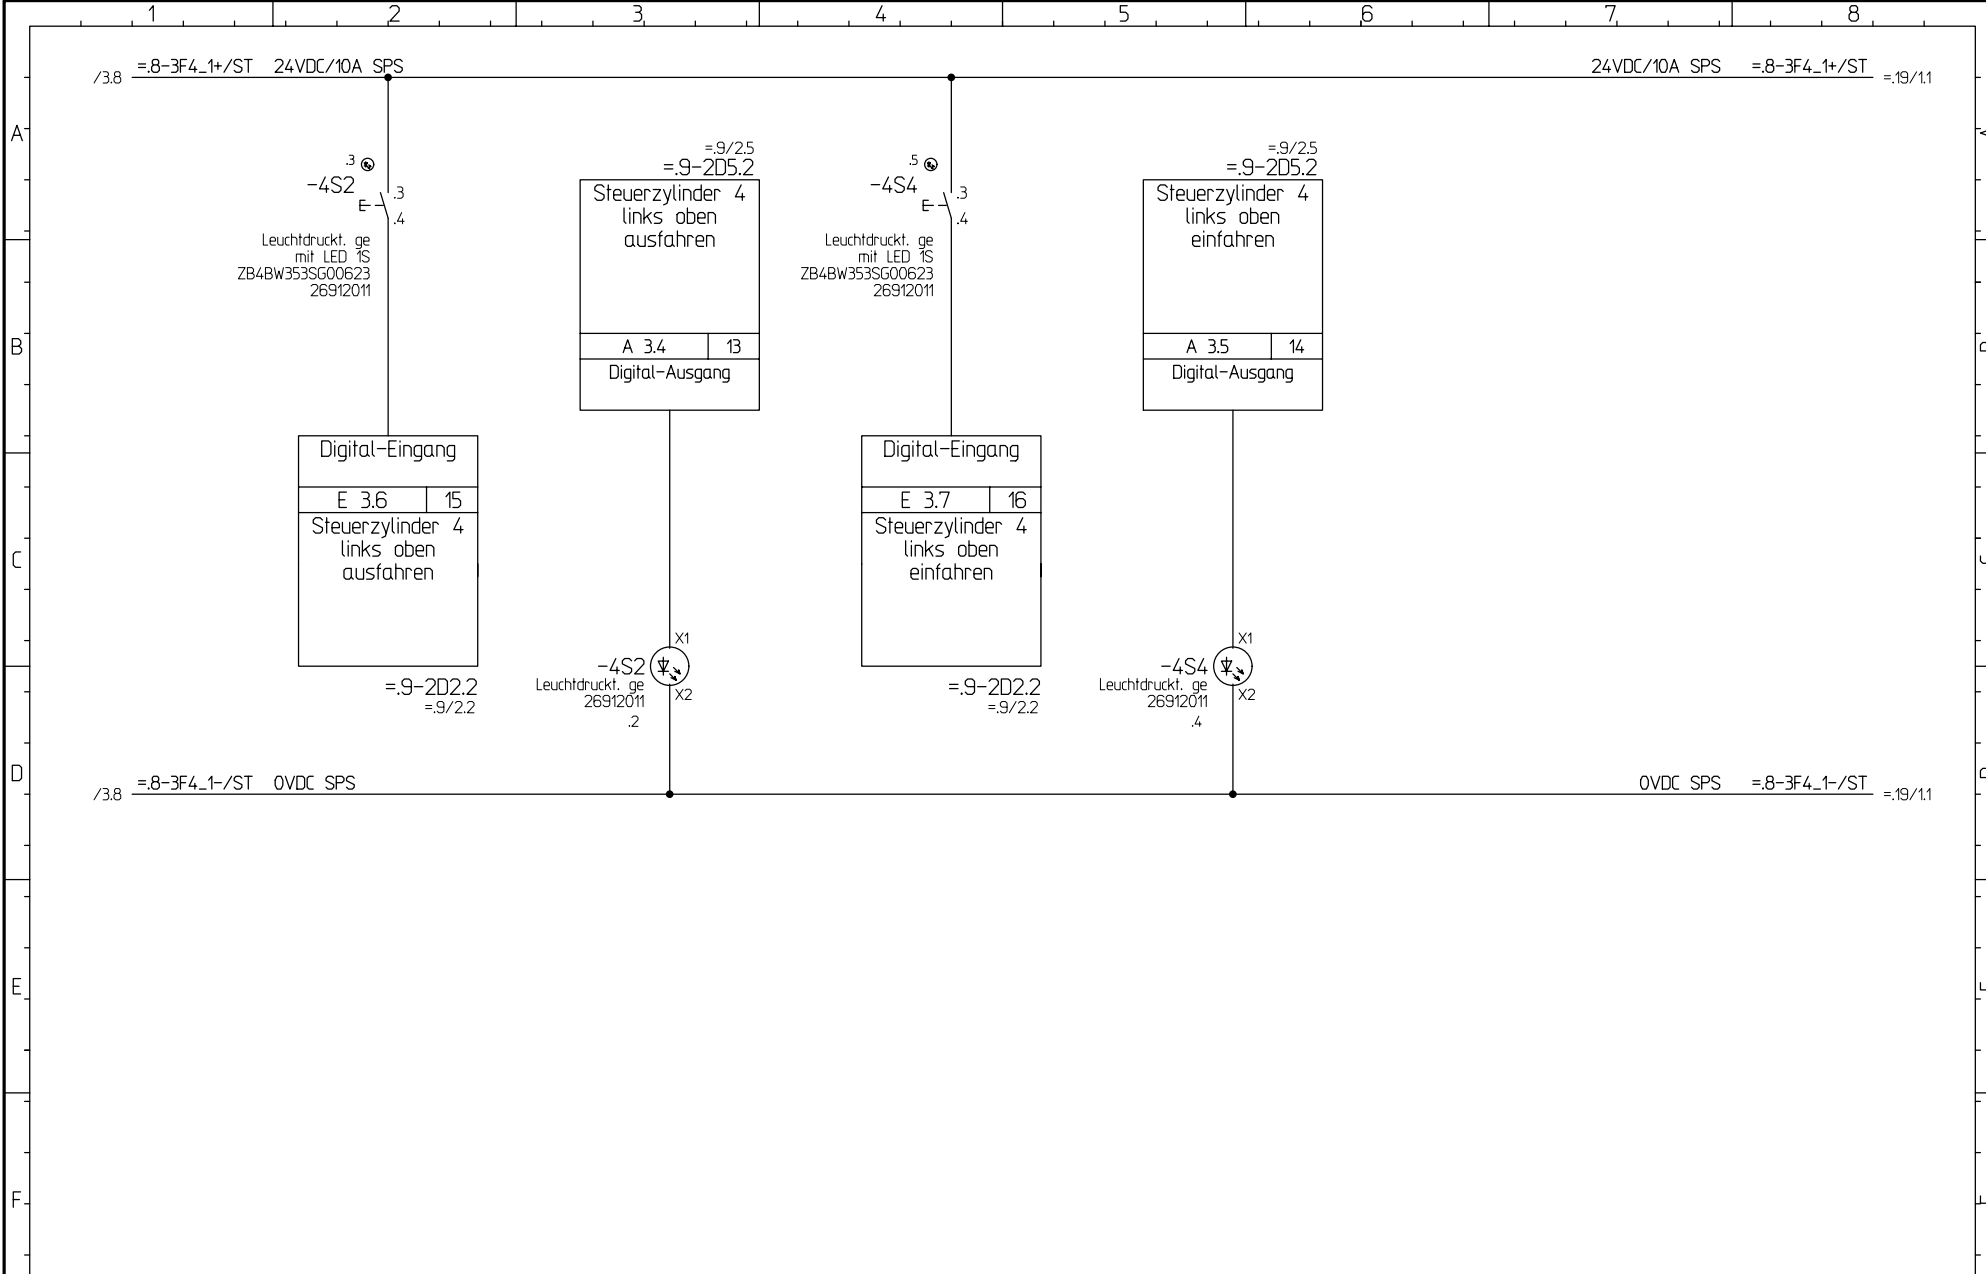 1 2 3 4 5 6 7 8
/3.8 =.8-3F4_1+/ST 24VDC/10A SPS 24VDC/10A SPS =.8-3F4_1+/ST =.19/1.1
A
.3
-4S2
.3
.4
Leuchtdruckt. ge
mit LED 1S
ZB4BW353SG00623
26912011
=.9/2.5
=.9-2D5.2
Steuerzylinder 4
links oben
ausfahren
A 3.4 13
Digital-Ausgang
.5
-4S4
.3
.4
Leuchtdruckt. ge
mit LED 1S
ZB4BW353SG00623
26912011
=.9/2.5
=.9-2D5.2
Steuerzylinder 4
links oben
einfahren
A 3.5 14
Digital-Ausgang
B
Digital-Eingang
E 3.6 15
Steuerzylinder 4
links oben
ausfahren
=.9-2D2.2
=.9/2.2
X1
-4S2
Leuchtdruckt. ge
26912011
X2
.2
Digital-Eingang
E 3.7 16
Steuerzylinder 4
links oben
einfahren
=.9-2D2.2
=.9/2.2
X1
-4S4
Leuchtdruckt. ge
26912011
X2
.4
C
D
/3.8 =.8-3F4_1-/ST 0VDC SPS 0VDC SPS =.8-3F4_1-/ST =.19/1.1
E
F